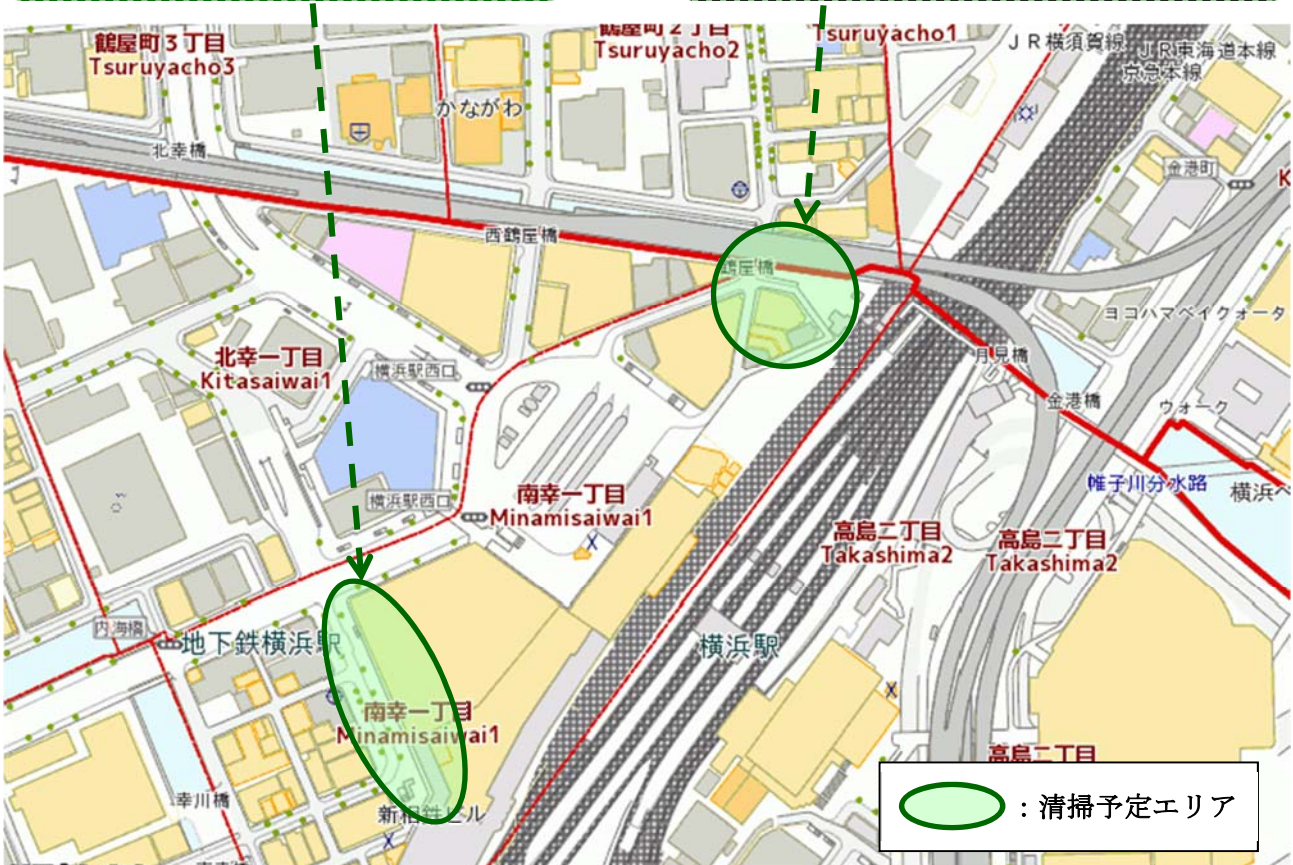 鶴屋町3丁目
Tsuruyacho3
鶴屋町2丁目
Tsuruyacho2
Tsuruyacho1
JR横須賀線
JR東海道本線
京急本線
かながわ
北幸橋
金港町
K
西鶴屋橋
鶴屋橋
ヨコハマベイクォータ
北幸一丁目
Kitasaiwai1
横浜駅西口
月見橋
金港橋
ウォーク
横浜駅西口
南幸一丁目
Minamisaiwai1
帷子川分水路
横浜ベ
高島二丁目
Takashima2
高島二丁目
Takashima2
内海橋
地下鉄横浜駅
横浜駅
南幸一丁目
Minamisaiwai1
高島二丁目
幸川橋
新相鉄ビル
:清掃予定エリア